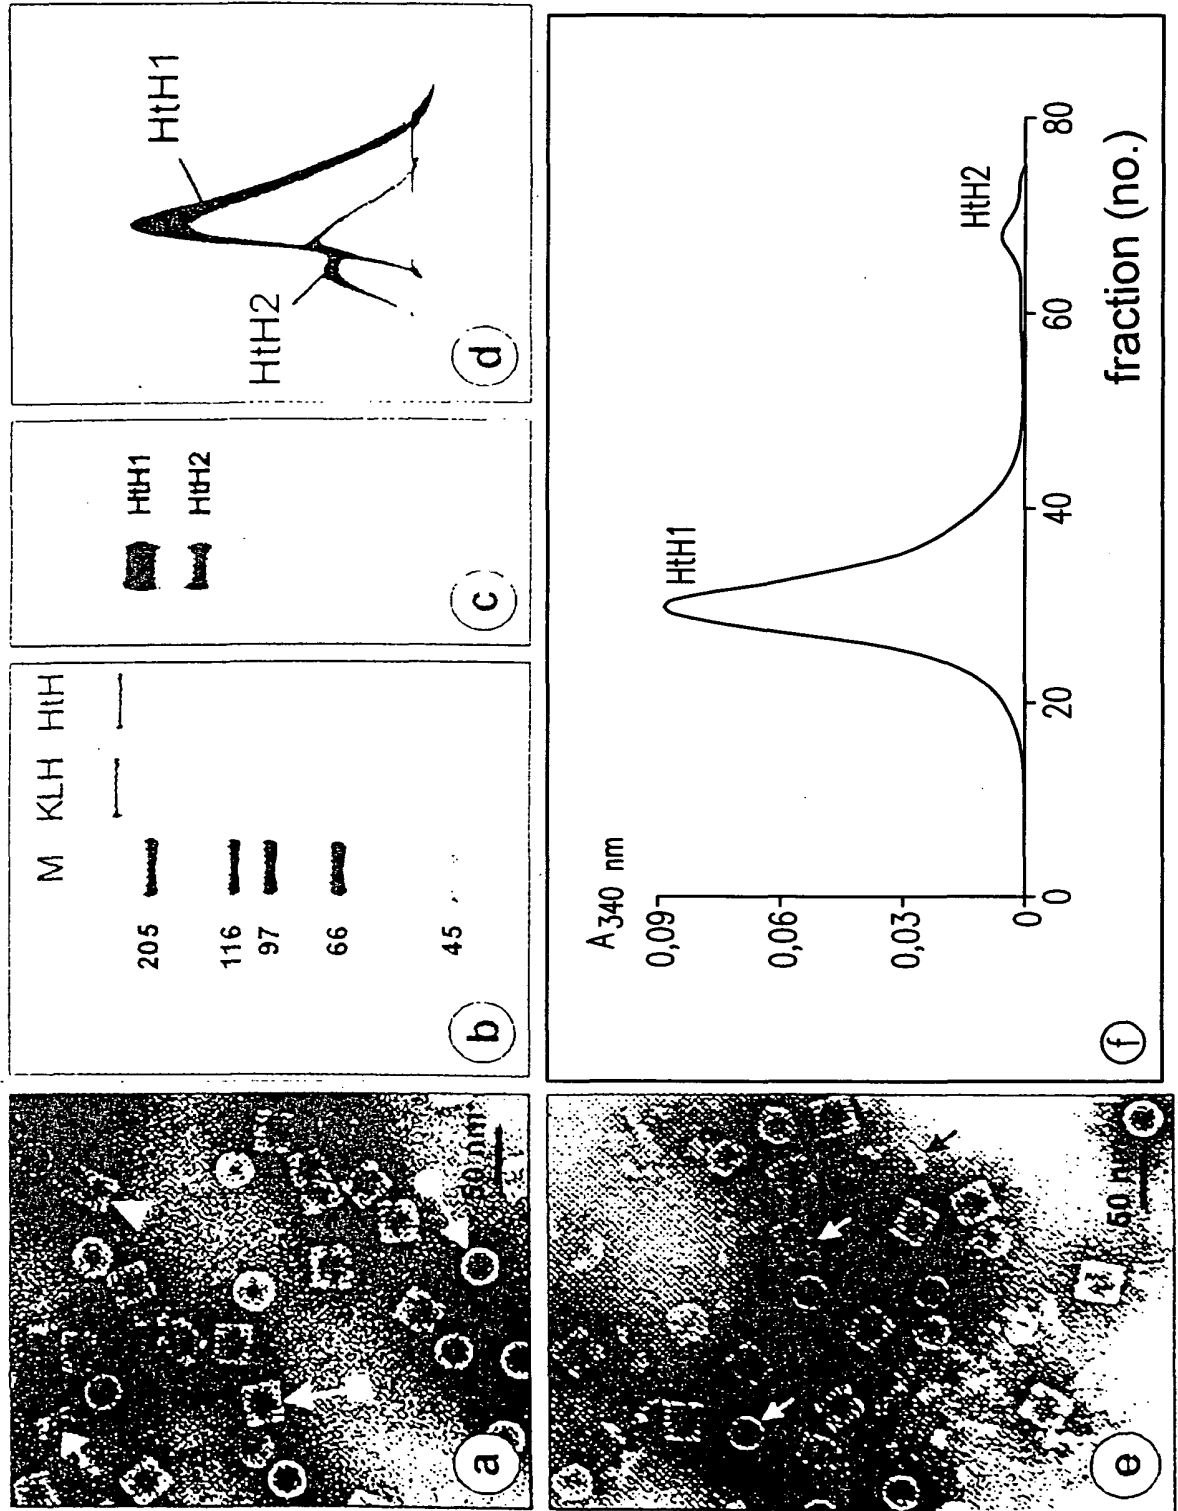 a
50 nm
b
M KLH HtH
205
116
97
66
45
c
HtH1
HtH2
d
HtH1
HtH2
e
50 nm
f
A340 nm
0,09
0,06
0,03
0
HtH1
HtH2
0 20 40 60 80
fraction (no.)